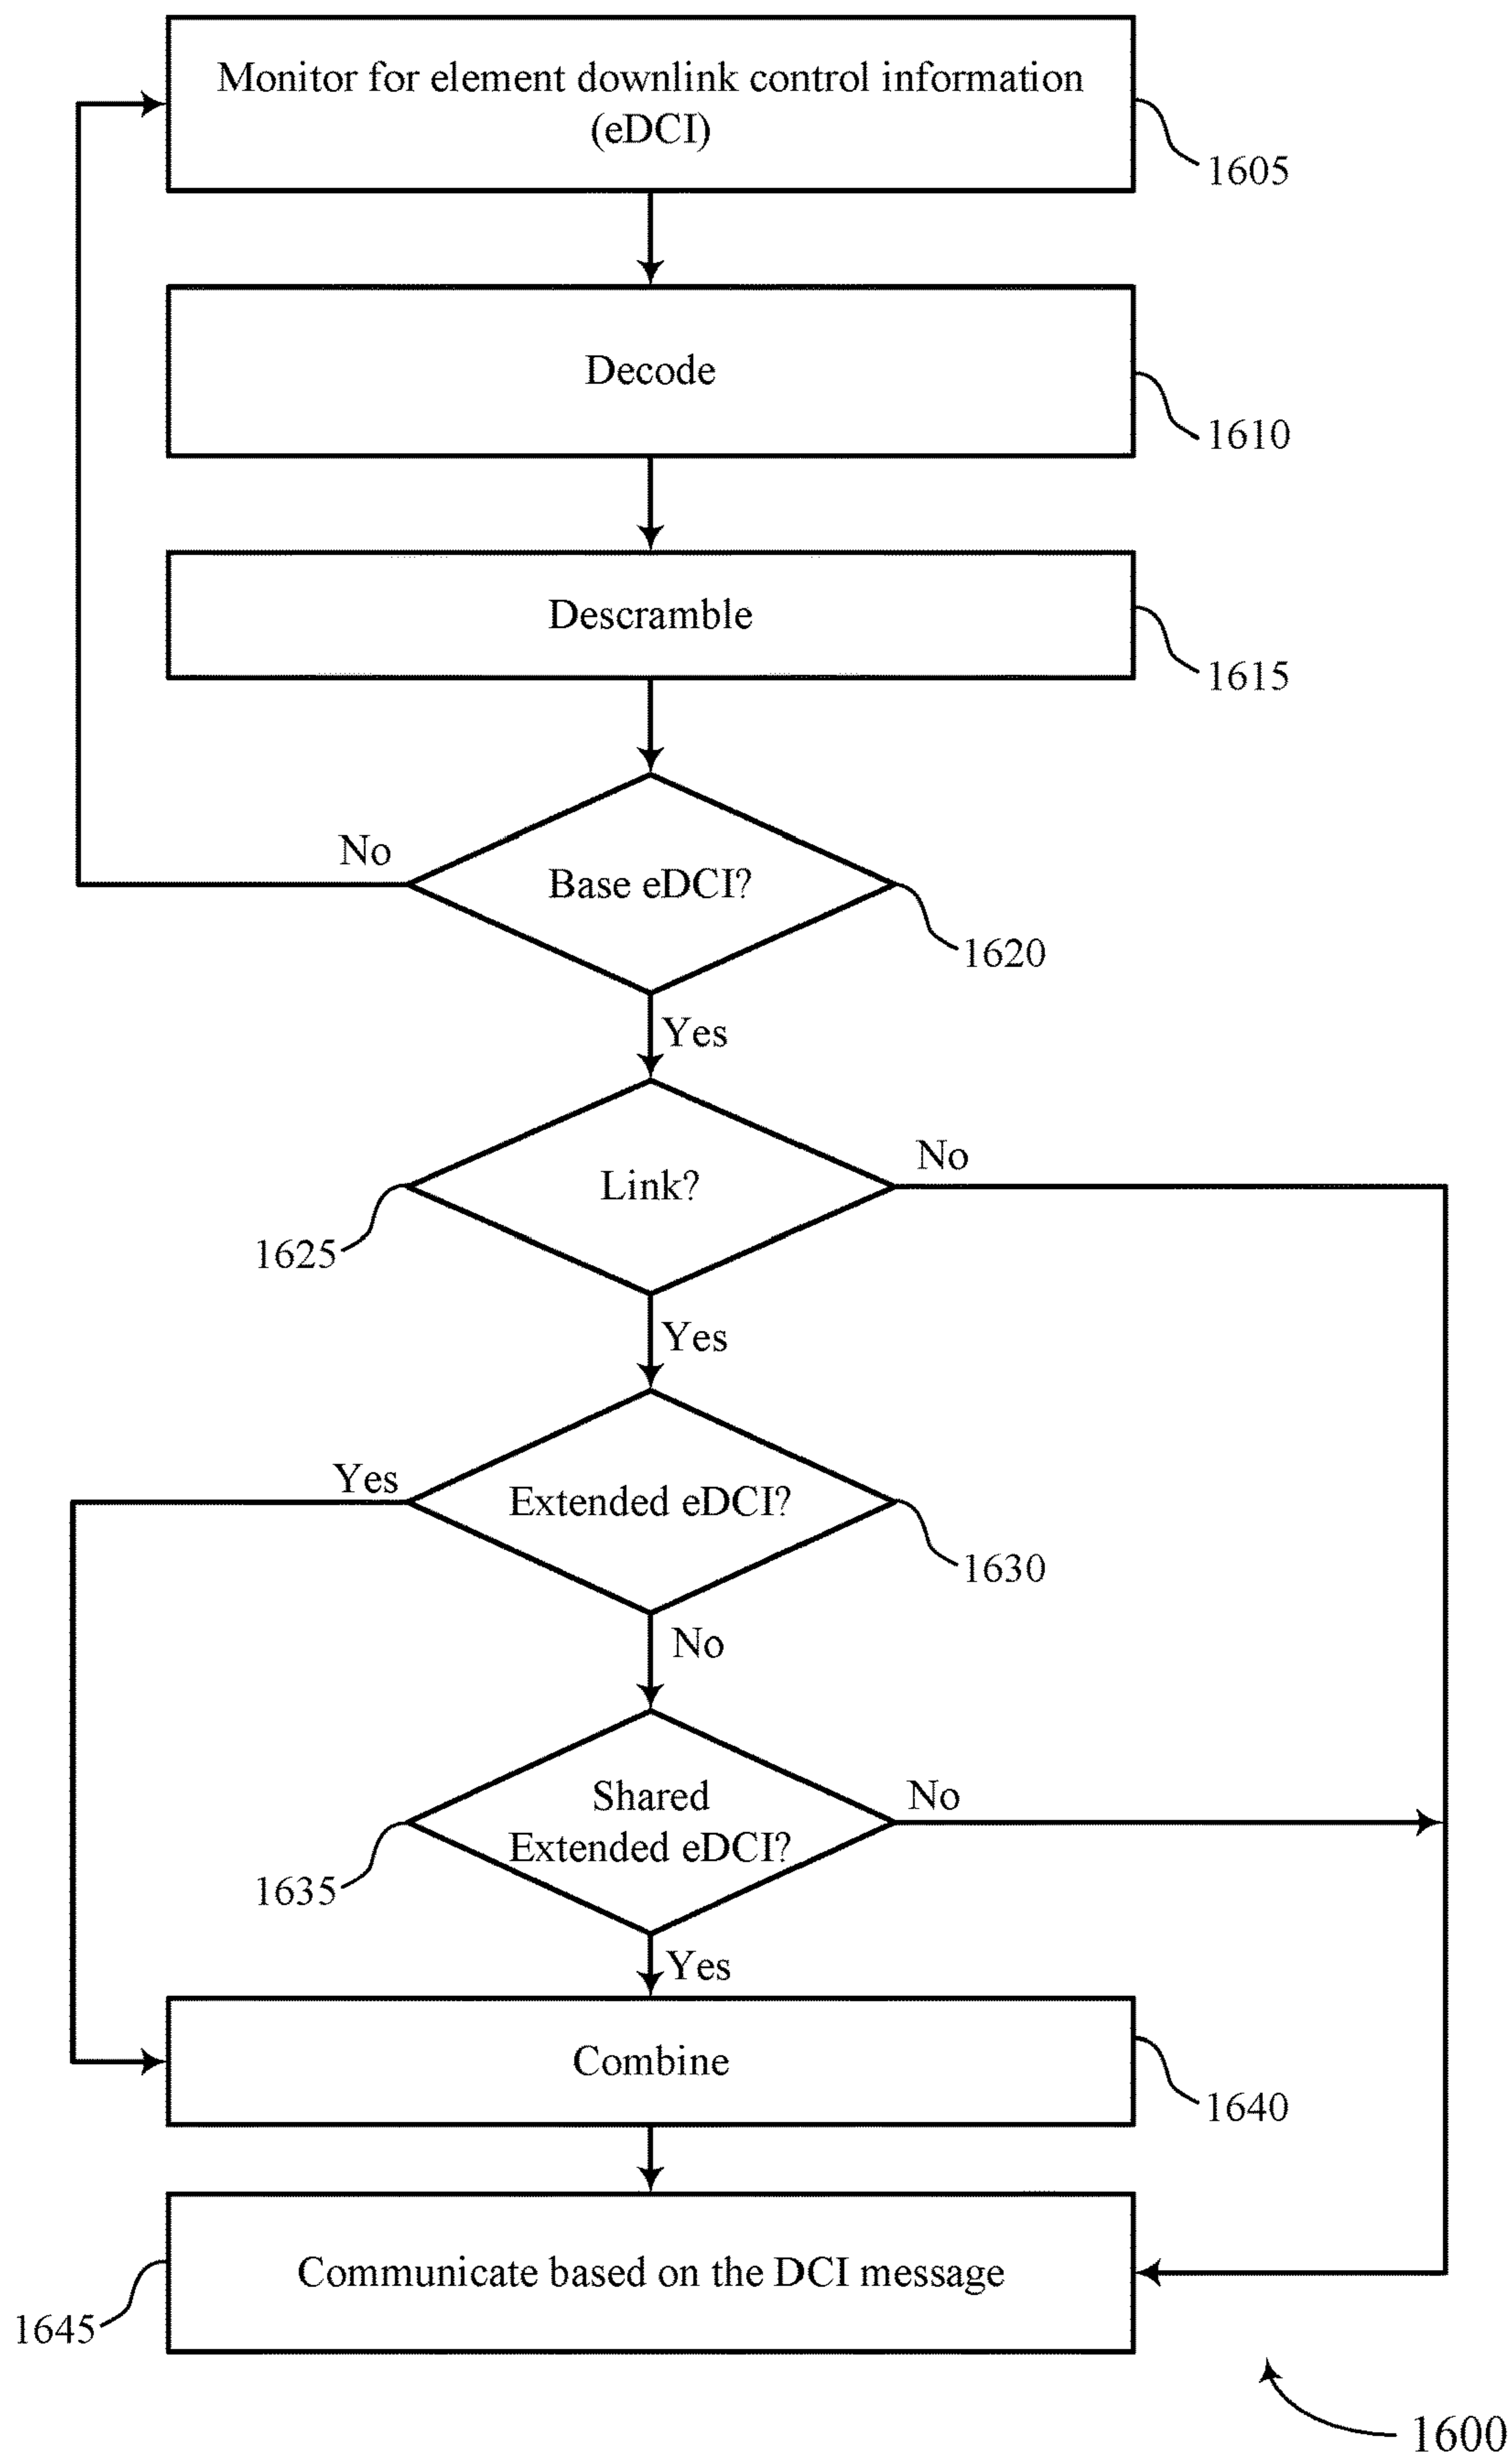 Monitor for element downlink control information
(eDCI)
1605
Decode
1610
Descramble
1615
No
Base eDCI?
1620
Yes
No
Link?
1625
Yes
Yes
Extended eDCI?
1630
No
Shared
No
Extended eDCI?
1635
Yes
Combine
1640
Communicate based on the DCI message
1645
1600